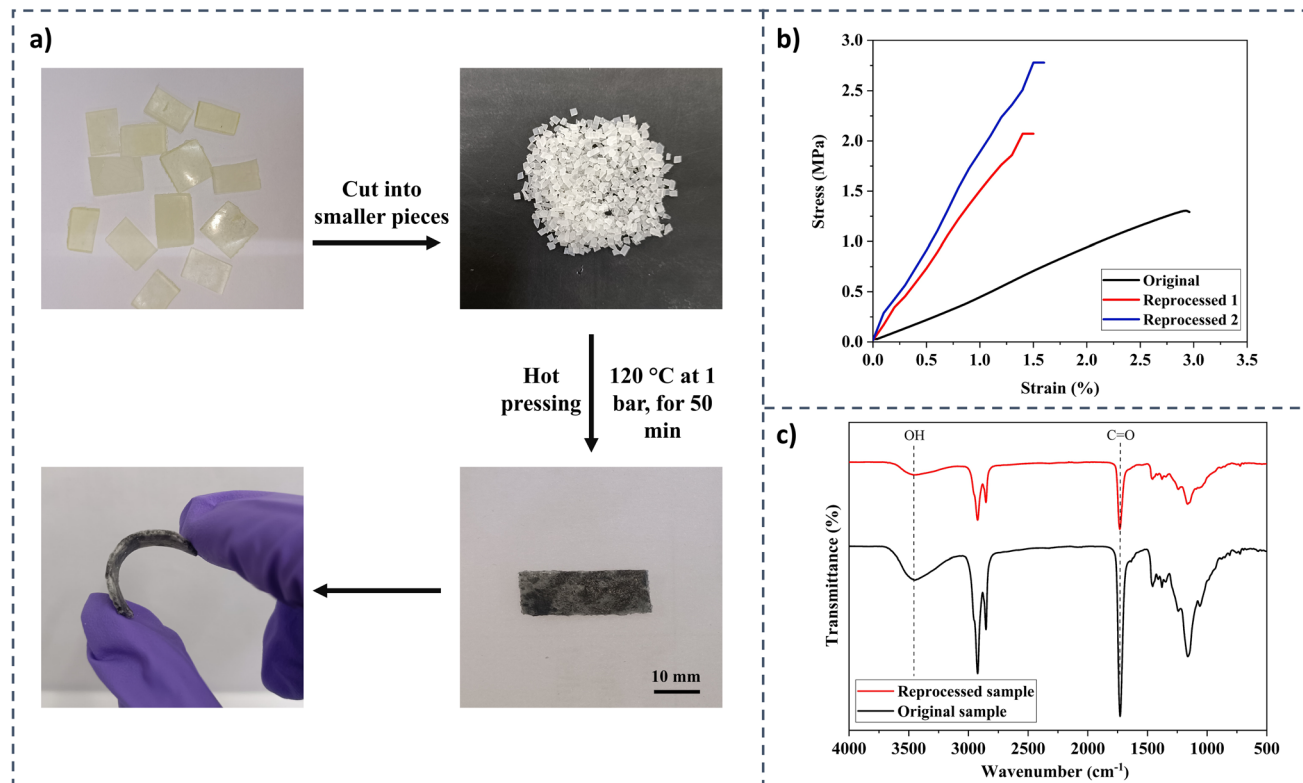 a)
Cut into
smaller pieces
Hot
pressing
120 °C at 1
bar, for 50
min
10 mm
b)
3.0
2.5
2.0
1.5
1.0
0.5
0.0
Stress (MPa)
Original
Reprocessed 1
Reprocessed 2
0.0 0.5 1.0 1.5 2.0 2.5 3.0 3.5
Strain (%)
c)
OH
C=O
Transmittance (%)
Reprocessed sample
Original sample
4000 3500 3000 2500 2000 1500 1000 500
Wavenumber (cm⁻¹)